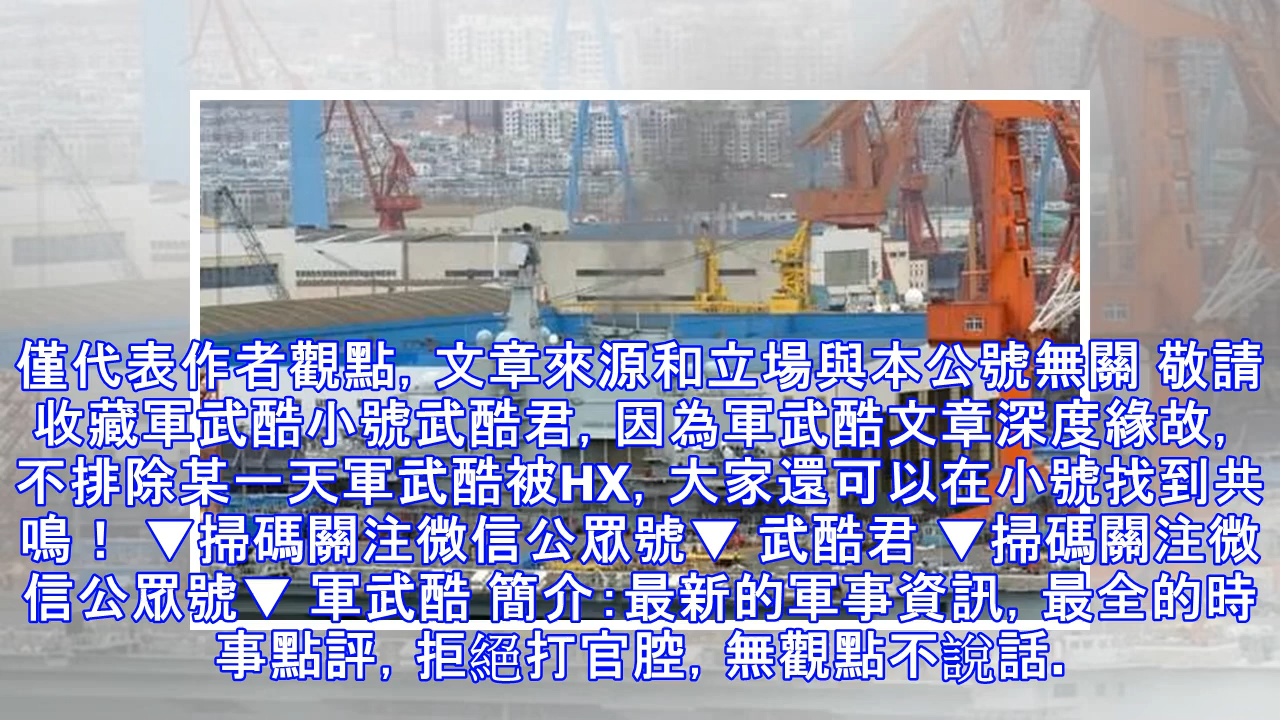 僅代表作者觀點, 文章來源和立場與本公號無關 敬請
收藏軍武酷小號武酷君, 因為軍武酷文章深度緣故,
不排除某一天軍武酷被HX, 大家還可以在小號找到共
鳴！ ▼掃碼關注微信公眾號▼ 武酷君 ▼掃碼關注微
信公眾號▼ 軍武酷 簡介:最新的軍事資訊, 最全的時
事點評, 拒絕打官腔, 無觀點不說話.